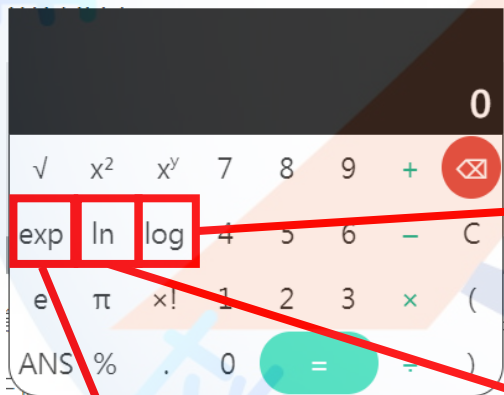 0
√ x² xʸ 7 8 9 + ⌫
exp ln log 4 5 6 − C
e π ×! 1 2 3 × (
ANS % . 0 = ÷ )